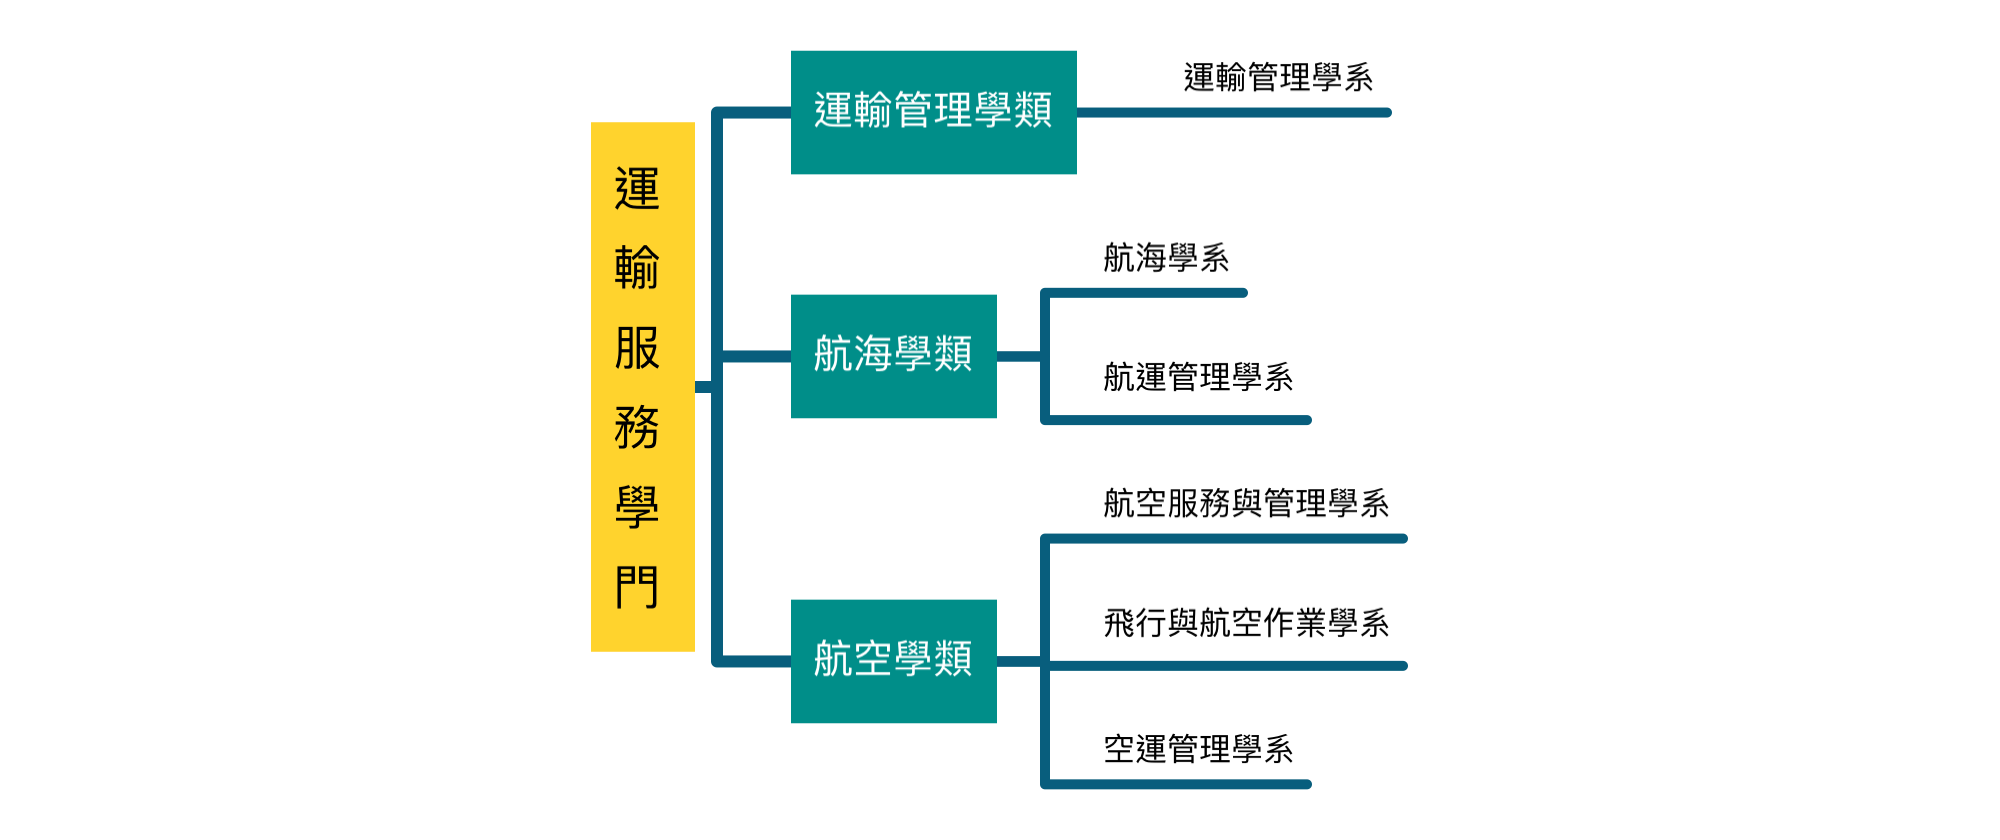 運輸服務學門
運輸管理學類
運輸管理學系
航海學類
航海學系
航運管理學系
航空學類
航空服務與管理學系
飛行與航空作業學系
空運管理學系